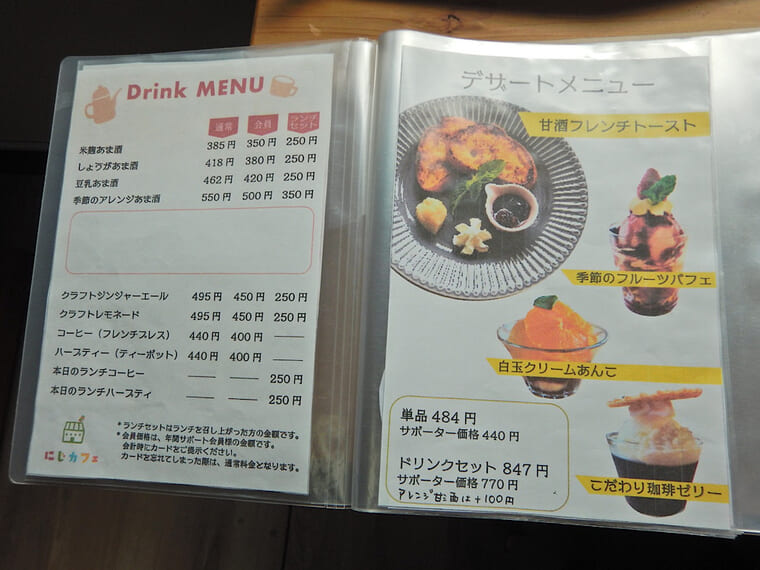 Drink MENU
通常 会員 ランチセット
米麹あま酒 385円 350円 250円
しょうがあま酒 418円 380円 250円
豆乳あま酒 462円 420円 250円
季節のアレンジあま酒 550円 500円 350円
クラフトジンジャーエール 495円 450円 250円
クラフトレモネード 495円 450円 250円
コーヒー（フレンチプレス） 440円 400円 ——
ハーブティー（ティーポット） 440円 400円 ——
本日のランチコーヒー —— —— 250円
本日のランチハーブティ —— —— 250円
＊ランチセットはランチを召し上がった方の金額です。
＊会員価格は、年間サポート会員様の金額です。
会計時にカードをご提示ください。
カードを忘れてしまった際は、通常料金となります。
にじカフェ
デザートメニュー
甘酒フレンチトースト
季節のフルーツパフェ
白玉クリームあんこ
こだわり珈琲ゼリー
単品 484円
サポーター価格 440円
ドリンクセット 847円
サポーター価格 770円
アレンジ甘酒は+100円